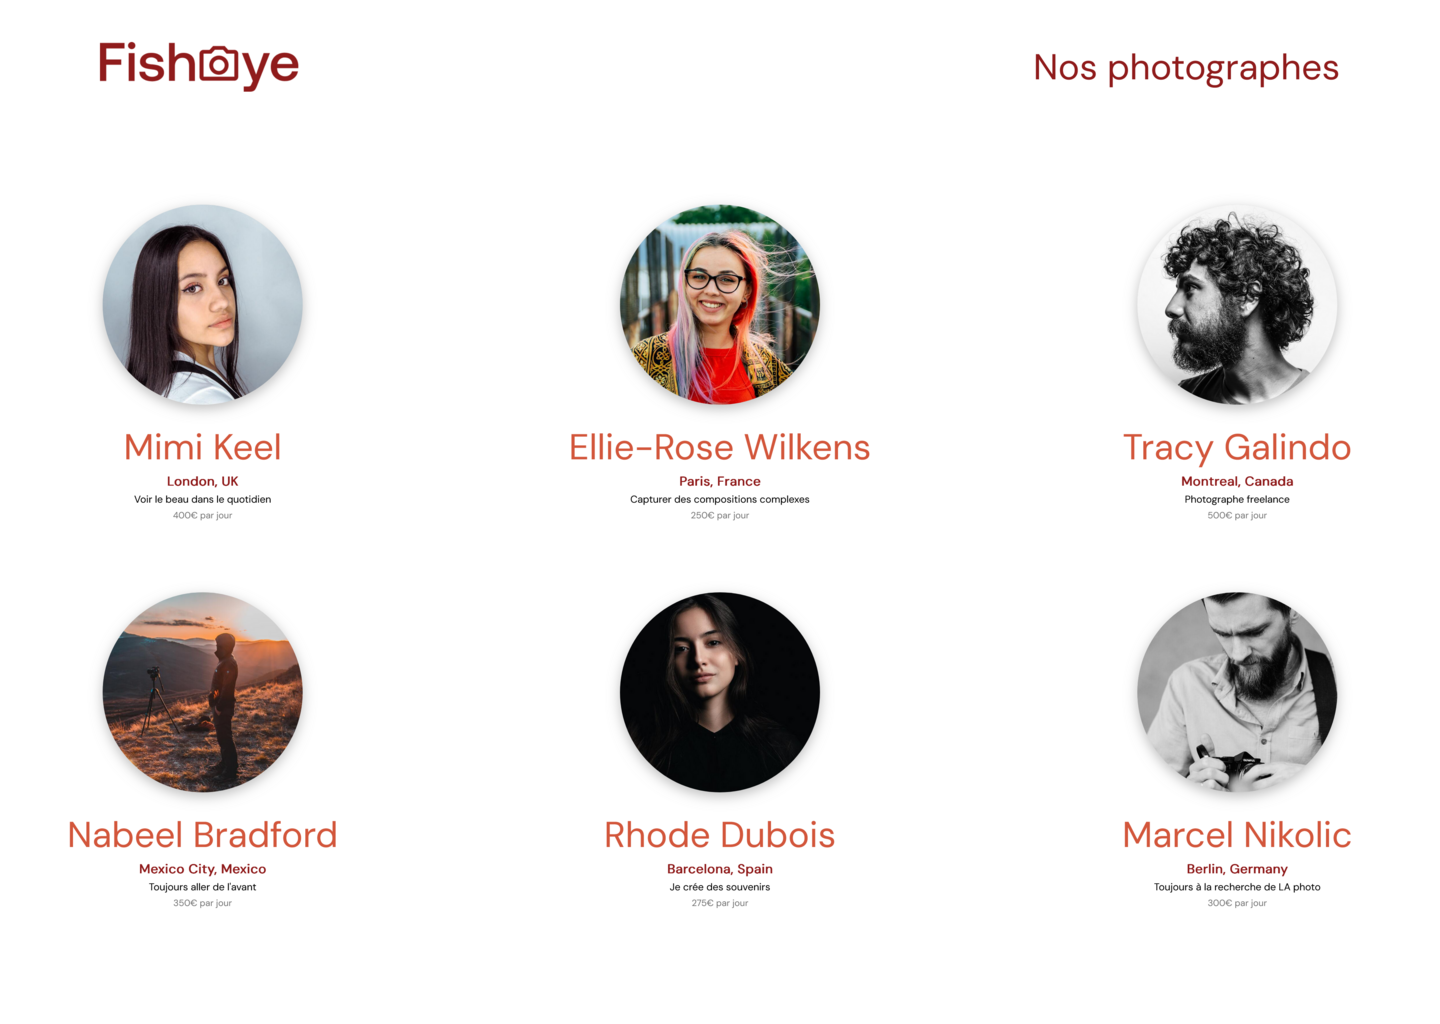 Fisheye
Nos photographes
Mimi Keel
London, UK
Voir le beau dans le quotidien
400€ par jour
Ellie-Rose Wilkens
Paris, France
Capturer des compositions complexes
250€ par jour
Tracy Galindo
Montreal, Canada
Photographe freelance
500€ par jour
Nabeel Bradford
Mexico City, Mexico
Toujours aller de l'avant
350€ par jour
Rhode Dubois
Barcelona, Spain
Je crée des souvenirs
275€ par jour
Marcel Nikolic
Berlin, Germany
Toujours à la recherche de LA photo
300€ par jour